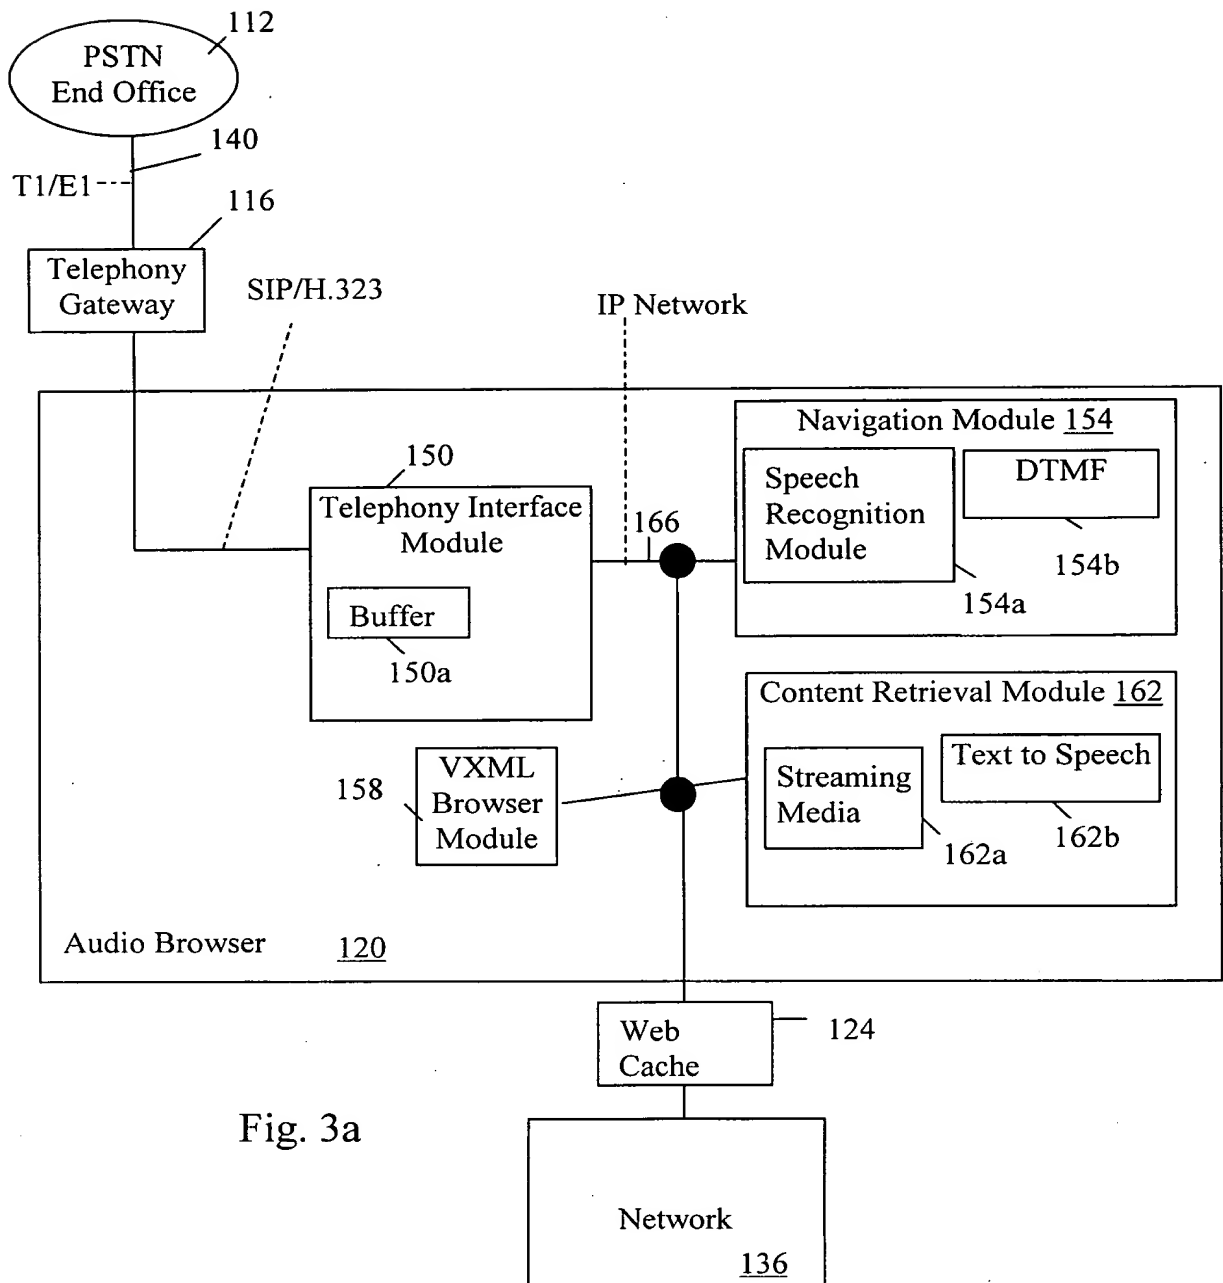 112
PSTN
End Office
140
T1/E1
116
Telephony
Gateway
SIP/H.323
IP Network
Navigation Module 154
150
Speech
Recognition
Module
DTMF
Telephony Interface
Module
166
154b
154a
Buffer
150a
Content Retrieval Module 162
VXML
Browser
Module
158
Streaming
Media
Text to Speech
162b
162a
Audio Browser 120
Web
Cache
124
Fig. 3a
Network
136